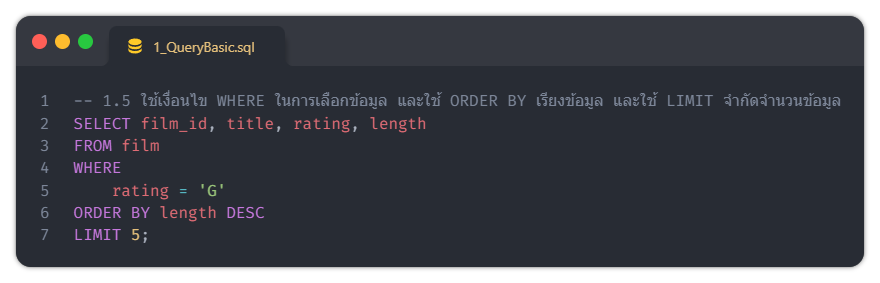 1_QueryBasic.sql
1 -- 1.5 ใช้เงื่อนไข WHERE ในการเลือกข้อมูล และใช้ ORDER BY เรียงข้อมูล และใช้ LIMIT จำกัดจำนวนข้อมูล
2 SELECT film_id, title, rating, length
3 FROM film
4 WHERE
5     rating = 'G'
6 ORDER BY length DESC
7 LIMIT 5;